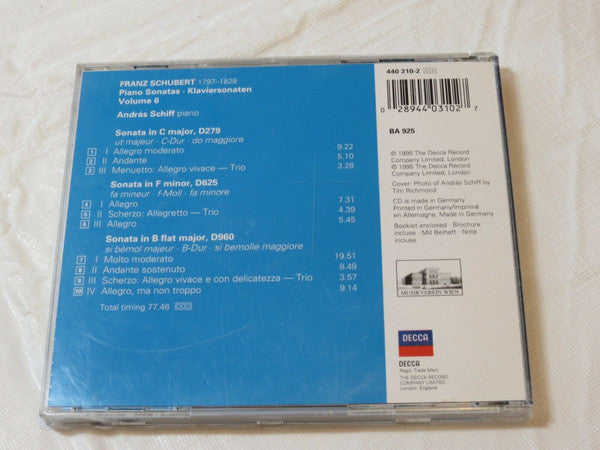 FRANZ SCHUBERT 1797–1828
Piano Sonatas · Klaviersonaten
Volume 6
András Schiff piano
Sonata in C major, D279
ut majeur · C-Dur · do maggiore
1 I Allegro moderato 9.22
2 II Andante 5.10
3 III Menuetto: Allegro vivace — Trio 3.28
Sonata in F minor, D625
fa mineur · f-Moll · fa minore
4 I Allegro 7.31
5 II Scherzo: Allegretto — Trio 4.39
6 III Allegro 5.45
Sonata in B flat major, D960
si bémol majeur · B-Dur · si bemolle maggiore
7 I Molto moderato 19.51
8 II Andante sostenuto 8.49
9 III Scherzo: Allegro vivace e con delicatezza — Trio 3.57
10 IV Allegro, ma non troppo 9.14
Total timing 77.46 DDD
440 310-2 DDD
0 28944 03102 7
BA 925
℗ 1995 The Decca Record
Company Limited, London
© 1995 The Decca Record
Company Limited, London
Cover: Photo of András Schiff by
Tim Richmond
CD is made in Germany
Printed in Germany/Imprimé
en Allemagne. Made in Germany
Booklet enclosed · Brochure
incluse · Mit Beiheft · Note
incluse
MUSIKVEREIN WIEN
DECCA
DECCA
Regd. Trade Mark
THE DECCA RECORD
COMPANY LIMITED
London, England.